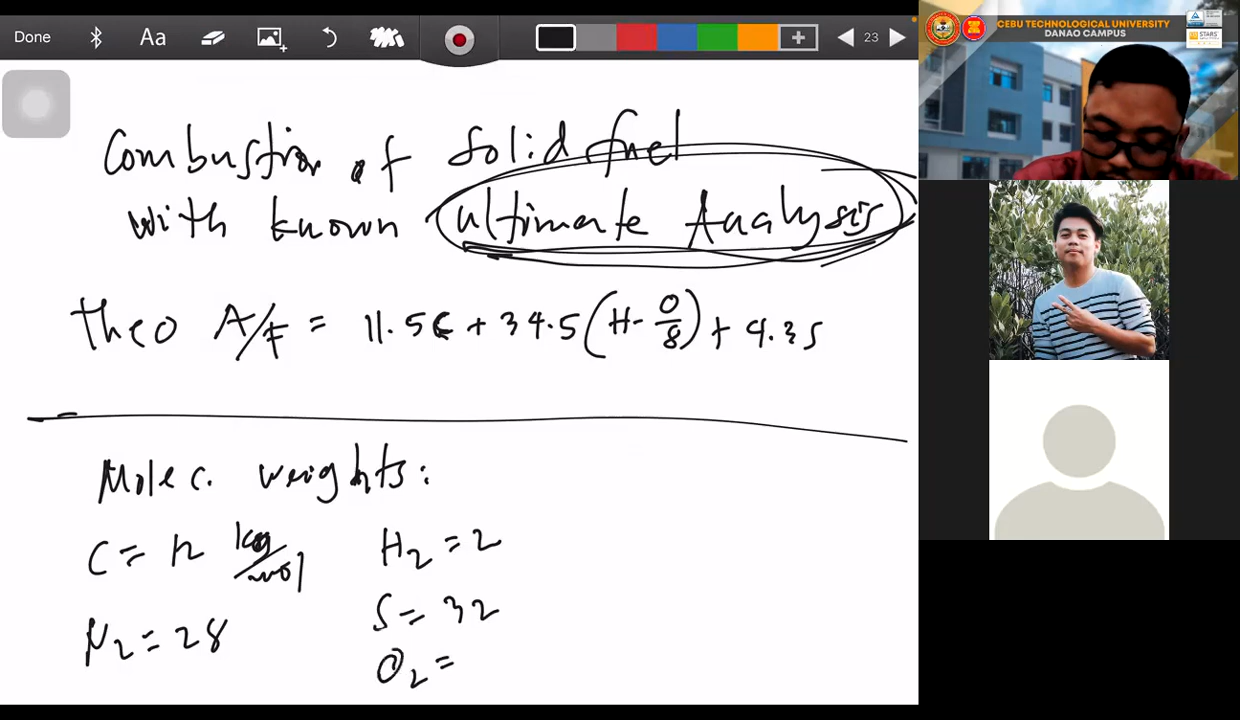 Done
Aa
23
CEBU TECHNOLOGICAL UNIVERSITY
DANAO CAMPUS
STARS
Combustion of Solid fuel
with known Ultimate Analysis
theo A/F = 11.5C + 34.5(H - O/8) + 4.3S
Molec. weights:
C = 12 kg/mol H2 = 2
N2 = 28 S = 32
O2 =